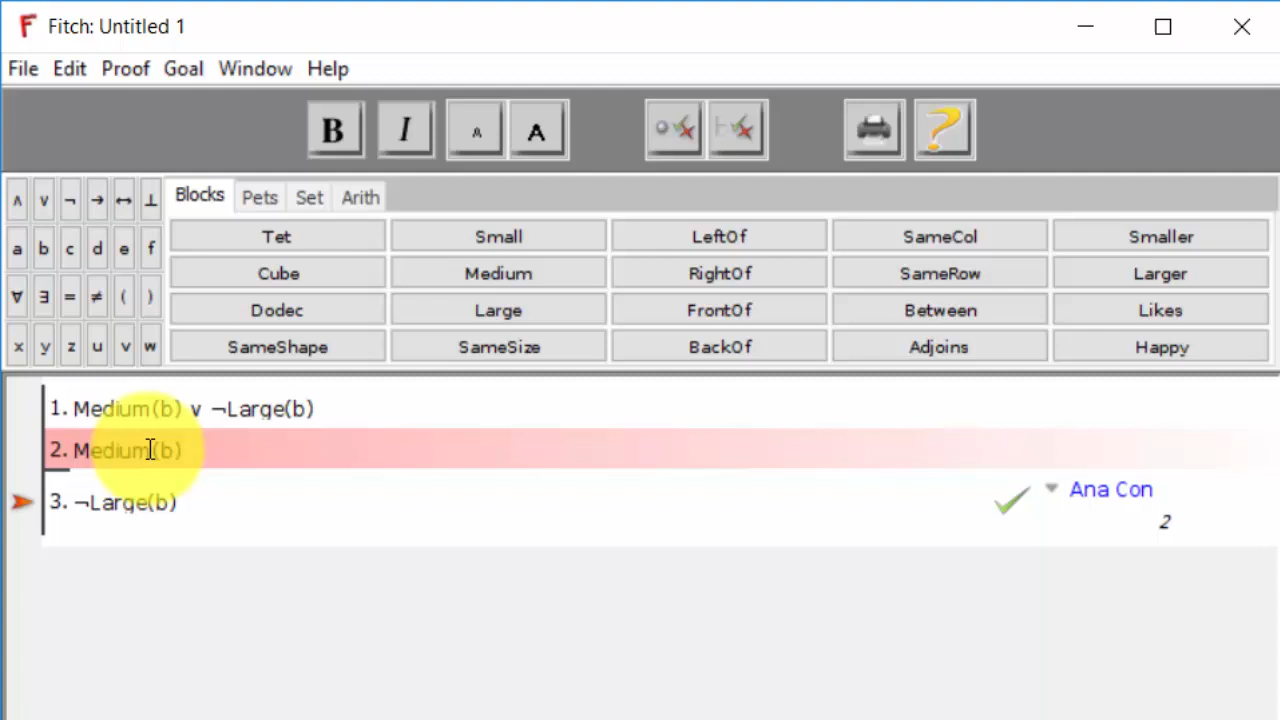 Fitch: Untitled 1
File Edit Proof Goal Window Help
B I A A
∧ ∨ ¬ → ↔ ⊥ Blocks Pets Set Arith
Tet Small LeftOf SameCol Smaller
a b c d e f
Cube Medium RightOf SameRow Larger
∀ ∃ = ≠ ( )
Dodec Large FrontOf Between Likes
x y z u v w
SameShape SameSize BackOf Adjoins Happy
1. Medium(b) ∨ ¬Large(b)
2. Medium(b)
3. ¬Large(b) Ana Con
2